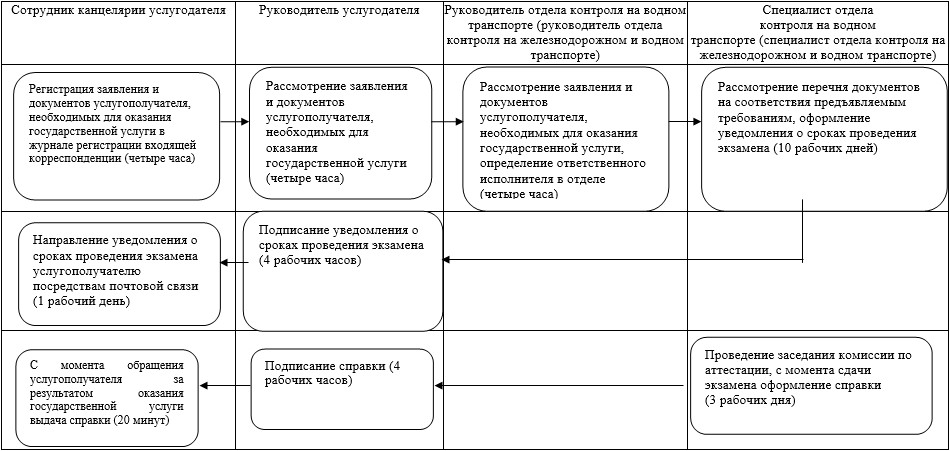 Сотрудник канцелярии услугодателя
Руководитель услугодателя
Руководитель отдела контроля на водном
транспорте (руководитель отдела
контроля на железнодорожном и водном
транспорте)
Специалист отдела
контроля на водном
транспорте (специалист отдела контроля на
железнодорожном и водном транспорте)
Регистрация заявления и
документов услугополучателя,
необходимых для оказания
государственной услуги в
журнале регистрации входящей
корреспонденции (четыре часа)
Рассмотрение заявления
и документов
услугополучателя,
необходимых для
оказания
государственной услуги
(четыре часа)
Рассмотрение заявления и
документов
услугополучателя,
необходимых для оказания
государственной услуги,
определение ответственного
исполнителя в отделе
(четыре часа)
Рассмотрение перечня документов
на соответствия предъявляемым
требованиям, оформление
уведомления о сроках проведения
экзамена (10 рабочих дней)
Направление уведомления о
сроках проведения экзамена
услугополучателю
посредствам почтовой связи
(1 рабочий день)
Подписание уведомления о
сроках проведения экзамена
(4 рабочих часов)
С момента обращения
услугополучателя за
результатом оказания
государственной услуги
выдача справки (20 минут)
Подписание справки (4
рабочих часов)
Проведение заседания комиссии по
аттестации, с момента сдачи
экзамена оформление справки
(3 рабочих дня)